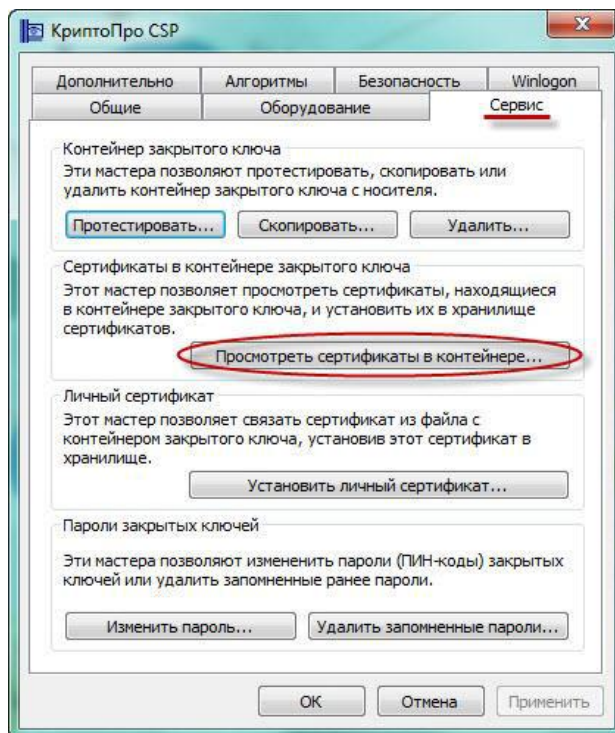 КриптоПро CSP
Дополнительно Алгоритмы Безопасность Winlogon
Общие Оборудование Сервис
Контейнер закрытого ключа
Эти мастера позволяют протестировать, скопировать или
удалить контейнер закрытого ключа с носителя.
Протестировать... Скопировать... Удалить...
Сертификаты в контейнере закрытого ключа
Этот мастер позволяет просмотреть сертификаты, находящиеся
в контейнере закрытого ключа, и установить их в хранилище
сертификатов.
Просмотреть сертификаты в контейнере...
Личный сертификат
Этот мастер позволяет связать сертификат из файла с
контейнером закрытого ключа, установив этот сертификат в
хранилище.
Установить личный сертификат...
Пароли закрытых ключей
Эти мастера позволяют измененить пароли (ПИН-коды) закрытых
ключей или удалить запомненные ранее пароли.
Изменить пароль... Удалить запомненные пароли...
ОК Отмена Применить